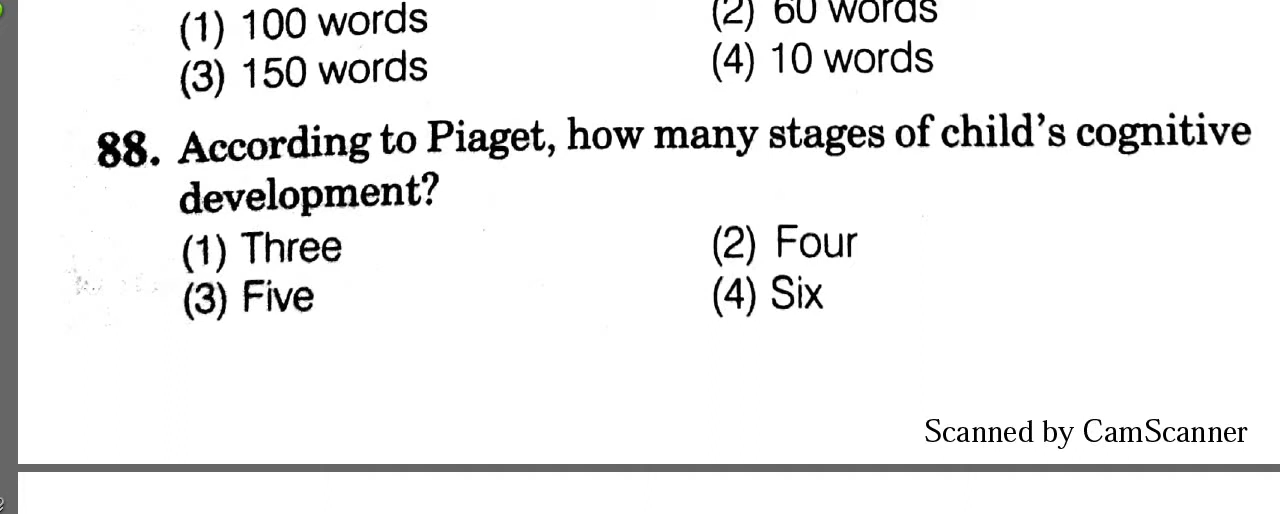 (1) 100 words (2) 60 words
(3) 150 words (4) 10 words
88. According to Piaget, how many stages of child's cognitive
development?
(1) Three (2) Four
(3) Five (4) Six
Scanned by CamScanner